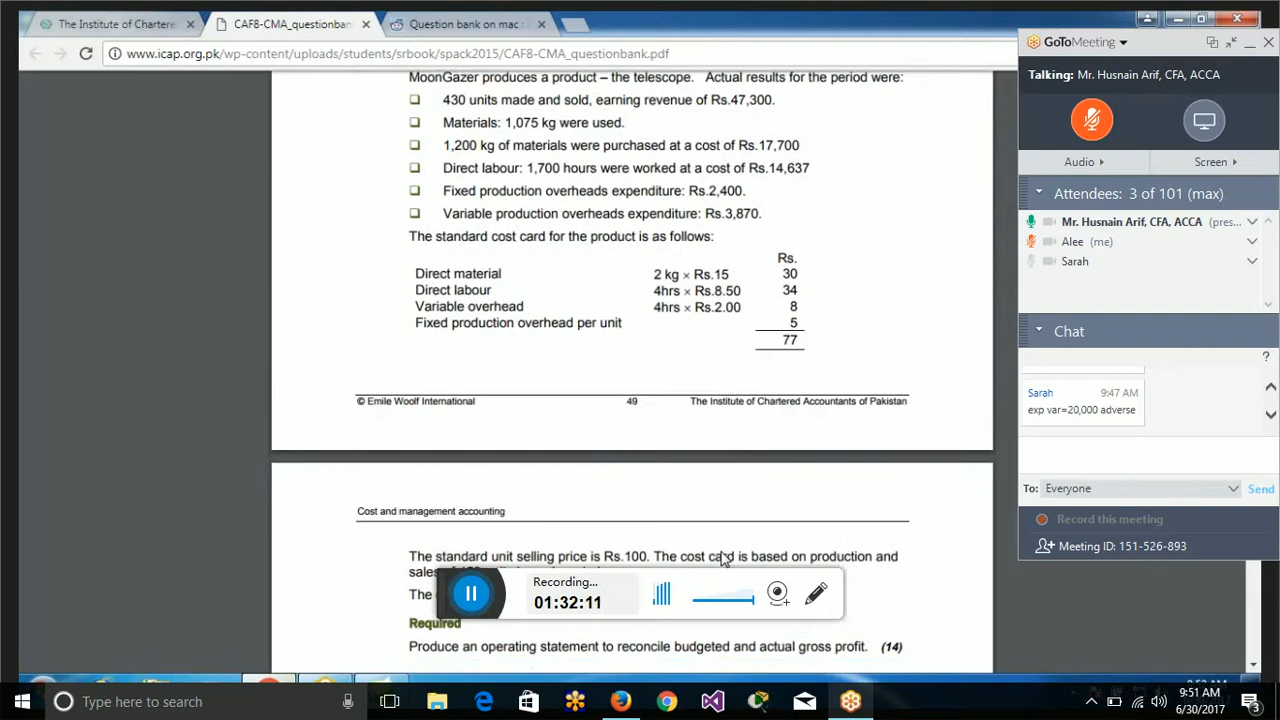 The Institute of Charter
CAF8-CMA_questionban
Question bank on mac :
www.icap.org.pk/wp-content/uploads/students/srbook/spack2015/CAF8-CMA_questionbank.pdf
MoonGazer produces a product – the telescope. Actual results for the period were:
430 units made and sold, earning revenue of Rs.47,300.
Materials: 1,075 kg were used.
1,200 kg of materials were purchased at a cost of Rs.17,700
Direct labour: 1,700 hours were worked at a cost of Rs.14,637
Fixed production overheads expenditure: Rs.2,400.
Variable production overheads expenditure: Rs.3,870.
The standard cost card for the product is as follows:
Rs.
Direct material 2 kg × Rs.15 30
Direct labour 4hrs × Rs.8.50 34
Variable overhead 4hrs × Rs.2.00 8
Fixed production overhead per unit 5
77
© Emile Woolf International 49 The Institute of Chartered Accountants of Pakistan
Cost and management accounting
The standard unit selling price is Rs.100. The cost card is based on production and
The
Required
Produce an operating statement to reconcile budgeted and actual gross profit. (14)
Recording...
01:32:11
GoToMeeting
Talking: Mr. Husnain Arif, CFA, ACCA
Audio
Screen
Attendees: 3 of 101 (max)
Mr. Husnain Arif, CFA, ACCA (pres...
Alee (me)
Sarah
Chat
?
Sarah 9:47 AM
exp var=20,000 adverse
To: Everyone Send
Record this meeting
Meeting ID: 151-526-893
Type here to search
9:51 AM
6/30/2017
3